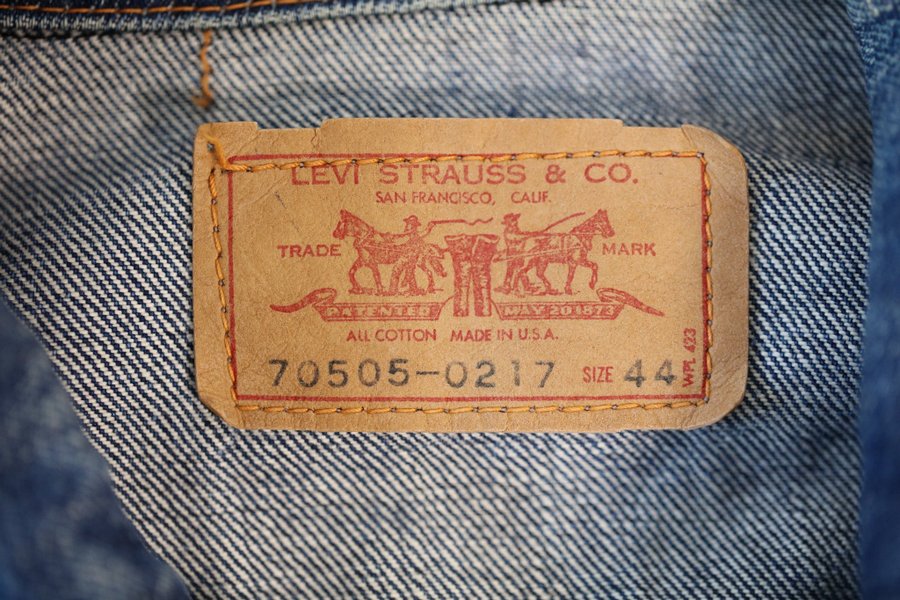 LEVI STRAUSS & CO.
SAN FRANCISCO, CALIF.
TRADE MARK
PATENTED MAY 20 1873
ALL COTTON MADE IN U.S.A.
70505-0217 SIZE 44
WPL 423